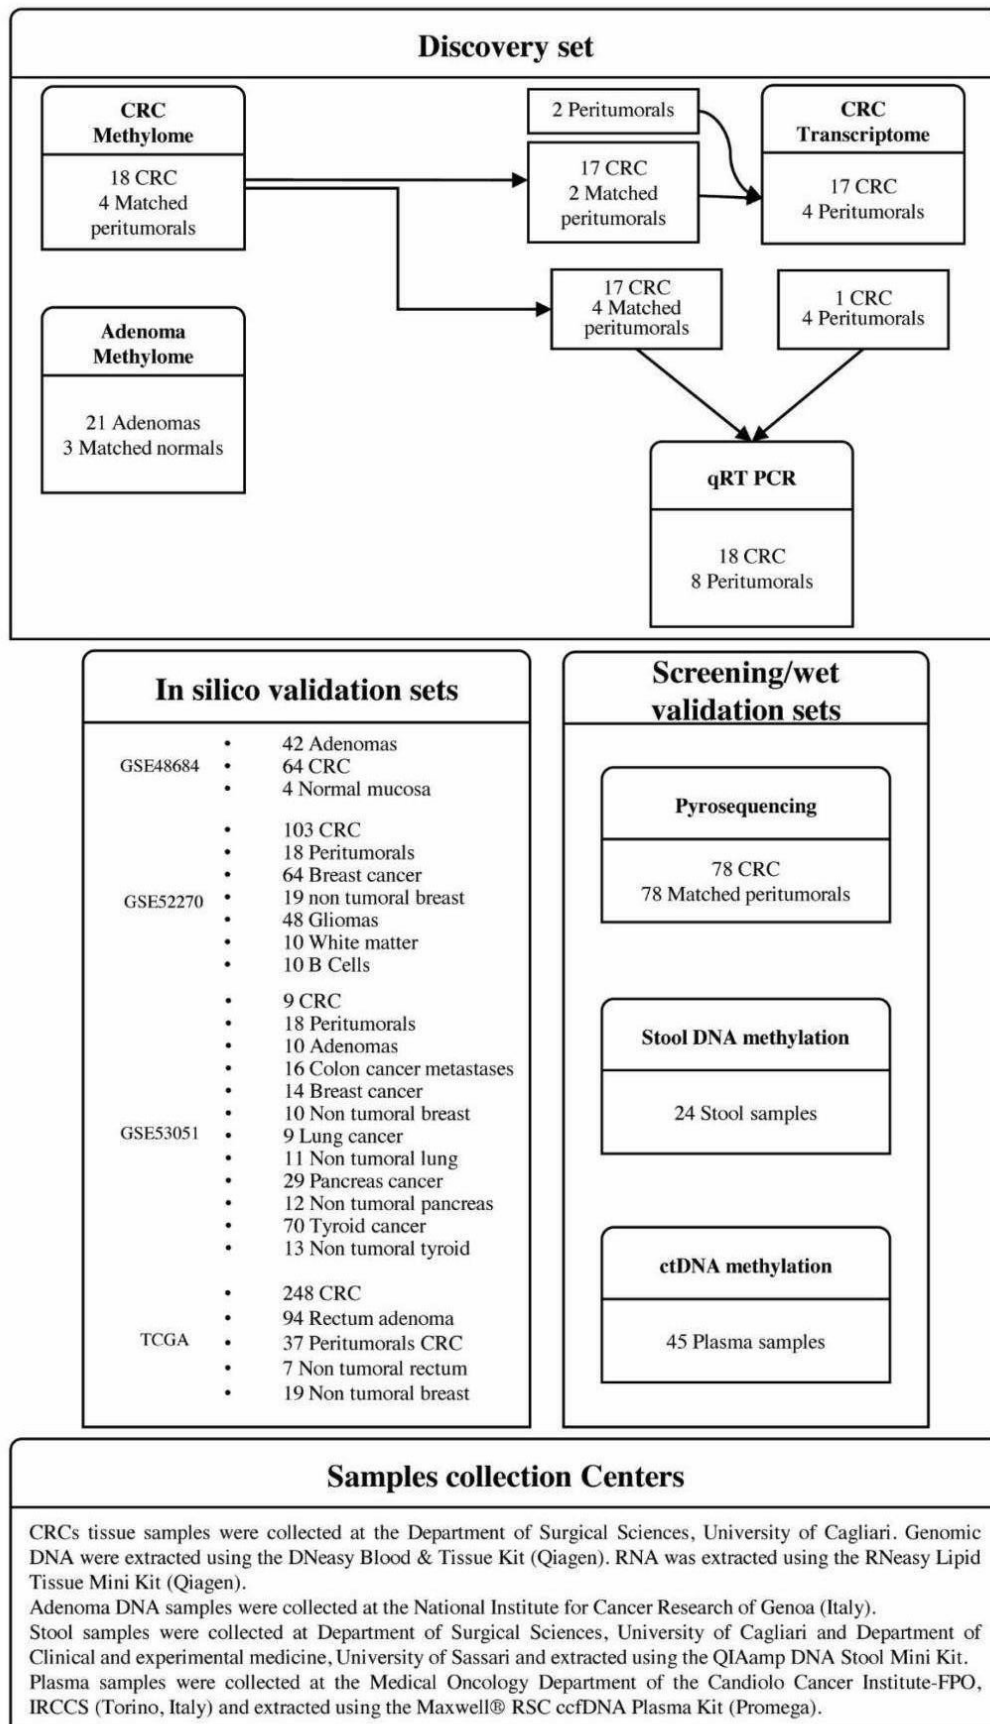 Discovery set
CRC
Methylome
18 CRC
4 Matched
peritumorals
2 Peritumorals
17 CRC
2 Matched
peritumorals
CRC
Transcriptome
17 CRC
4 Peritumorals
17 CRC
4 Matched
peritumorals
1 CRC
4 Peritumorals
Adenoma
Methylome
21 Adenomas
3 Matched normals
qRT PCR
18 CRC
8 Peritumorals
In silico validation sets
GSE48684
• 42 Adenomas
• 64 CRC
• 4 Normal mucosa
GSE52270
• 103 CRC
• 18 Peritumorals
• 64 Breast cancer
• 19 non tumoral breast
• 48 Gliomas
• 10 White matter
• 10 B Cells
GSE53051
• 9 CRC
• 18 Peritumorals
• 10 Adenomas
• 16 Colon cancer metastases
• 14 Breast cancer
• 10 Non tumoral breast
• 9 Lung cancer
• 11 Non tumoral lung
• 29 Pancreas cancer
• 12 Non tumoral pancreas
• 70 Tyroid cancer
• 13 Non tumoral tyroid
TCGA
• 248 CRC
• 94 Rectum adenoma
• 37 Peritumorals CRC
• 7 Non tumoral rectum
• 19 Non tumoral breast
Screening/wet
validation sets
Pyrosequencing
78 CRC
78 Matched peritumorals
Stool DNA methylation
24 Stool samples
ctDNA methylation
45 Plasma samples
Samples collection Centers
CRCs tissue samples were collected at the Department of Surgical Sciences, University of Cagliari. Genomic
DNA were extracted using the DNeasy Blood & Tissue Kit (Qiagen). RNA was extracted using the RNeasy Lipid
Tissue Mini Kit (Qiagen).
Adenoma DNA samples were collected at the National Institute for Cancer Research of Genoa (Italy).
Stool samples were collected at Department of Surgical Sciences, University of Cagliari and Department of
Clinical and experimental medicine, University of Sassari and extracted using the QIAamp DNA Stool Mini Kit.
Plasma samples were collected at the Medical Oncology Department of the Candiolo Cancer Institute-FPO,
IRCCS (Torino, Italy) and extracted using the Maxwell® RSC ccfDNA Plasma Kit (Promega).